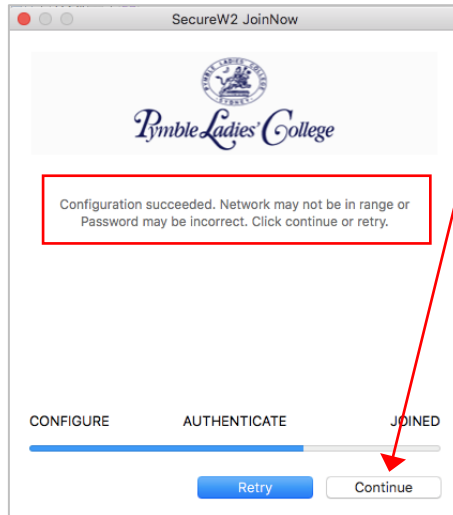 SecureW2 JoinNow
SYDNEY
Pymble Ladies' College
Configuration succeeded. Network may not be in range or
Password may be incorrect. Click continue or retry.
CONFIGURE AUTHENTICATE JOINED
Retry Continue